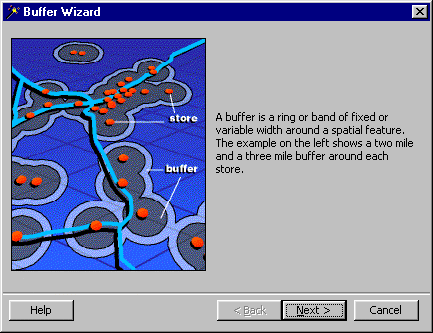 Buffer Wizard
store
buffer
A buffer is a ring or band of fixed or
variable width around a spatial feature.
The example on the left shows a two mile
and a three mile buffer around each
store.
Help
< Back
Next >
Cancel